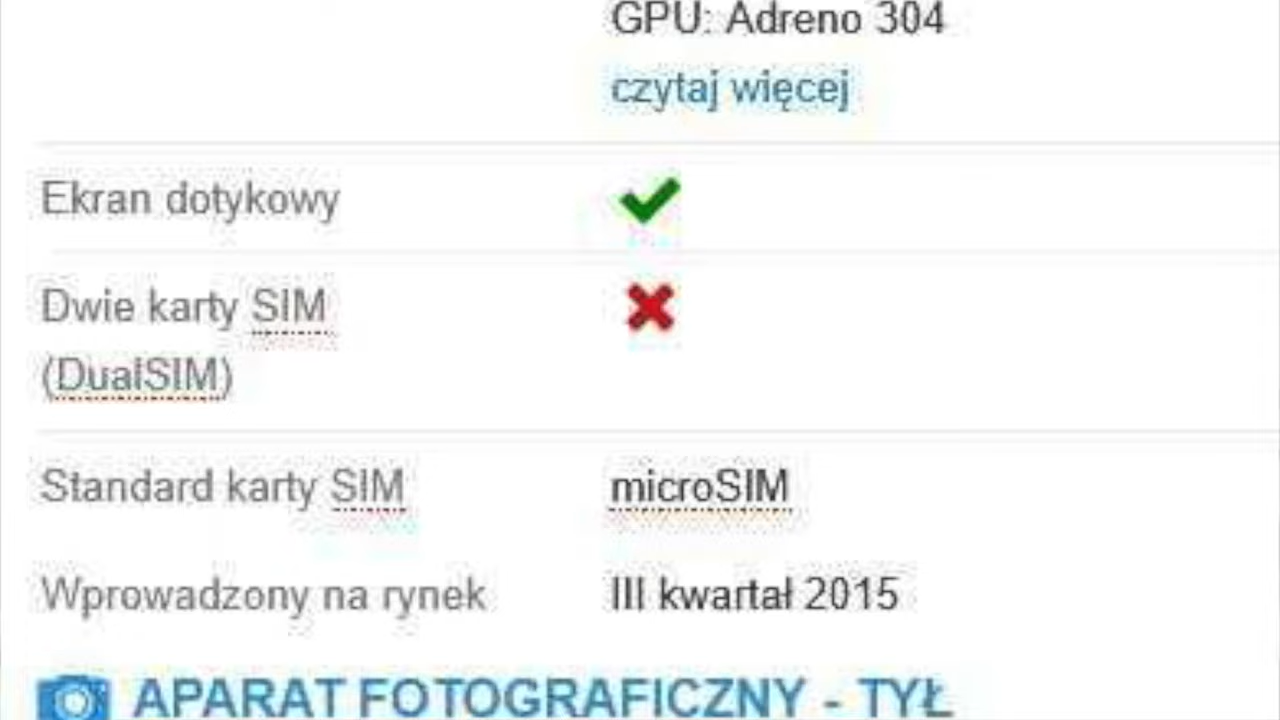 GPU: Adreno 304
czytaj więcej
Ekran dotykowy
Dwie karty SIM
(DualSIM)
Standard karty SIM microSIM
Wprowadzony na rynek III kwartał 2015
APARAT FOTOGRAFICZNY - TYŁ